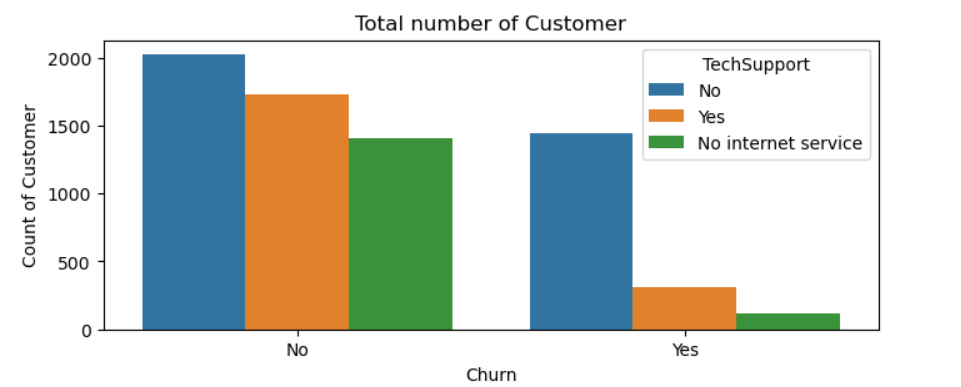 Total number of Customer
2000
1500
1000
500
0
Count of Customer
TechSupport
No
Yes
No internet service
No
Yes
Churn